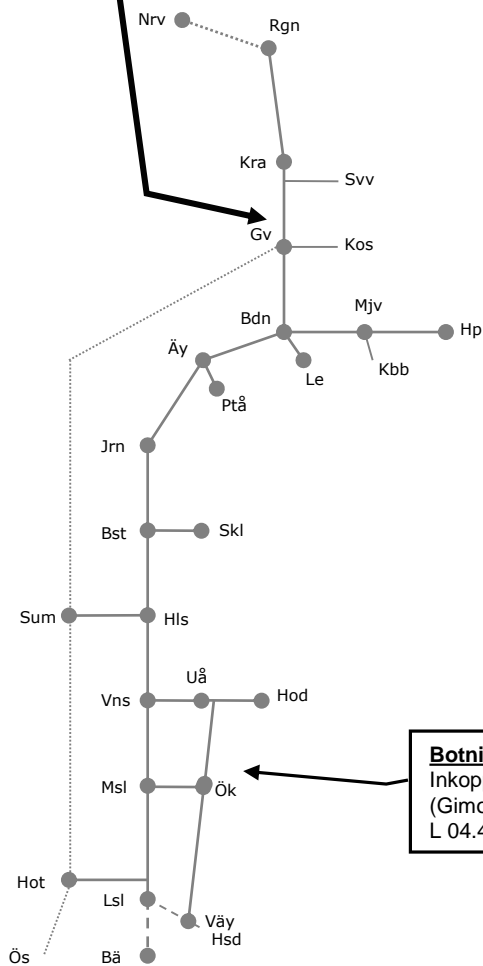 Nrv
Rgn
Kra
Svv
Gv
Kos
Bdn
Mjv
Hp
Äy
Le
Kbb
Ptå
Jrn
Bst
Skl
Sum
Hls
Uå
Vns
Hod
Botni
Inkop
(Gimo
L 04.4
Msl
Ök
Hot
Lsl
Väy
Hsd
Ös
Bä